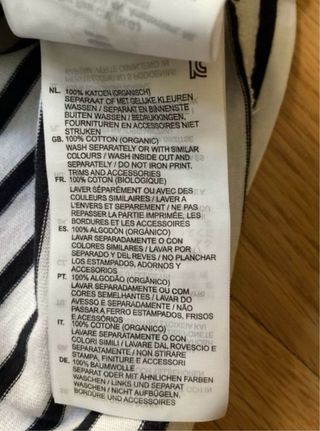 NL. 100% KATOEN (ORGANISCH)
SEPARAAT OF MET GELIJKE KLEUREN
WASSEN / SEPARAAT EN BINNENSTE
BUITEN WASSEN / BEDRUKKINGEN,
FOURNITUREN EN ACCESSOIRES NIET
STRIJKEN
GB. 100% COTTON (ORGANIC)
WASH SEPARATELY OR WITH SIMILAR
COLOURS / WASH INSIDE OUT AND
SEPARATELY / DO NOT IRON PRINT,
TRIMS AND ACCESSORIES
FR. 100% COTON (BIOLOGIQUE)
LAVER SÉPARÉMENT OU AVEC DES
COULEURS SIMILAIRES / LAVER A
L'ENVERS ET SEPAREMENT / NE PAS
REPASSER LA PARTIE IMPRIMÉE, LES
BORDURES ET LES ACCESSOIRES
ES. 100% ALGODÓN (ORGÁNICO)
LAVAR SEPARADAMENTE O CON
COLORES SIMILARES / LAVAR POR
SEPARADO Y DEL REVES / NO PLANCHAR
LOS ESTAMPADOS, ADORNOS Y
ACCESORIOS
PT. 100% ALGODÃO (ORGÂNICO)
LAVAR SEPARADAMENTE OU COM
CORES SEMELHANTES / LAVAR DO
AVESSO E SEPARADAMENTE / NÃO
PASSAR A FERRO ESTAMPADOS, FRISOS
E ACESSÓRIOS
IT. 100% COTONE (ORGANICO)
LAVARE SEPARATAMENTE O CON
COLORI SIMILI / LAVARE DAL ROVESCIO E
SEPARATAMENTE / NON STIRARE
STAMPA, FINITURE E ACCESSORI
DE. 100% BAUMWOLLE
SEPARAT ODER MIT ÄHNLICHEN FARBEN
WASCHEN / LINKS UND SEPARAT
WASCHEN / NICHT AUFBÜGELN,
BORDÜRE UND ACCESSOIRES